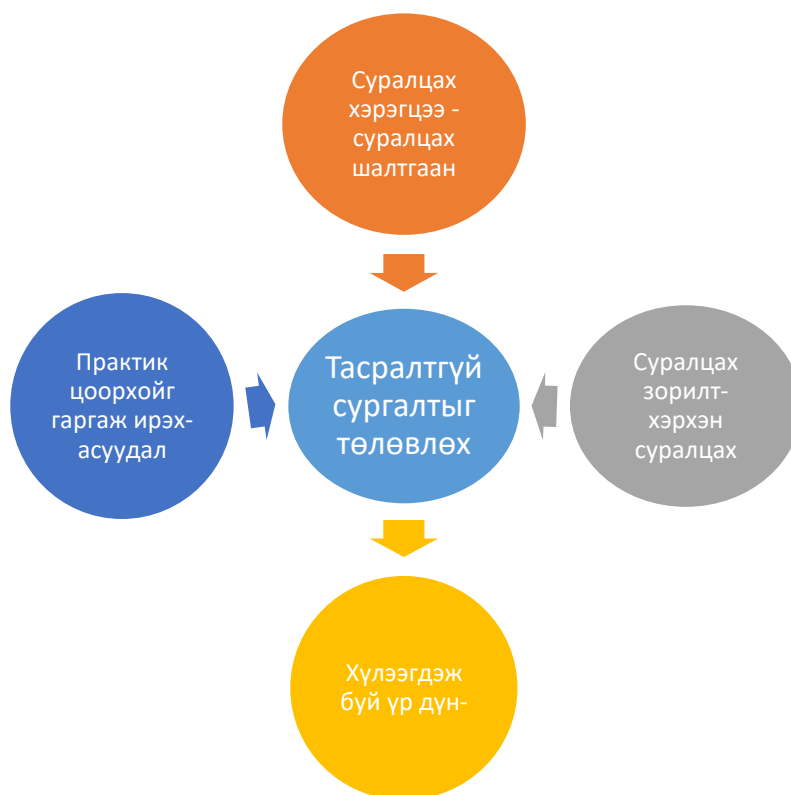 Суралцах
хэрэгцээ -
суралцах
шалтгаан
Практик
цоорхойг
гаргаж ирэх-
асуудал
Тасралтгүй
сургалтыг
төлөвлөх
Суралцах
зорилт-
хэрхэн
суралцах
Хүлээгдэж
буй үр дүн-